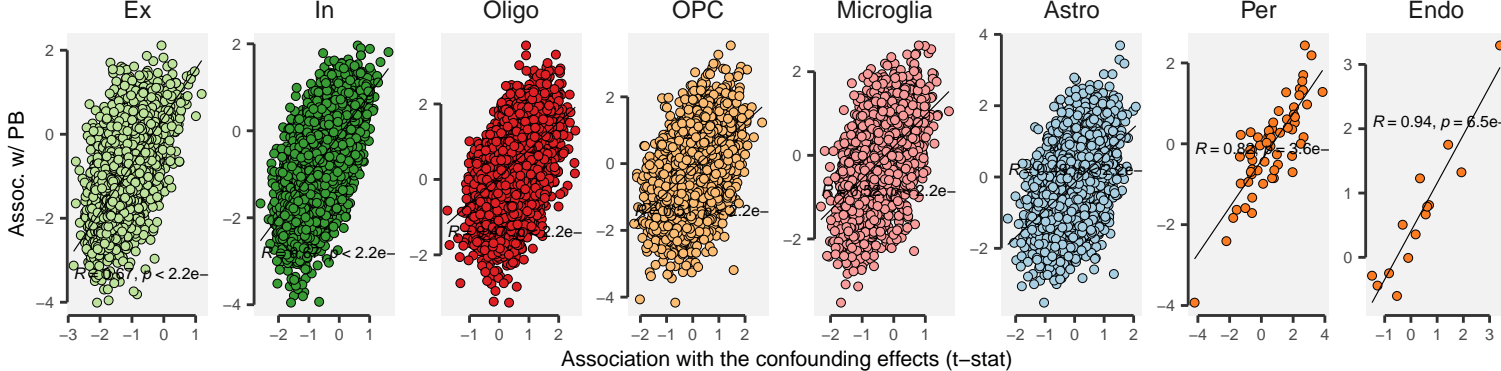 Ex In Oligo OPC Microglia Astro Per Endo
Assoc. w/ PB
2
0
−2
−4
−3 −2 −1 0 1
R = 0.67, p < 2.2e−
2
0
−2
−4
−2 −1 0 1
p < 2.2e−
2
0
−2
−1 0 1 2
R 2.2e−
2
0
−2
−4
−2 −1 0 1 2
2.2e−
2
0
−2
−2 −1 0 1
2.2e−
4
2
0
−2
−2 −1 0 1 2
2
0
−2
−4
−4 −2 0 2 4
R = 0.82, p = 3.6e−
3
2
1
0
−1 0 1 2 3
R = 0.94, p = 6.5e−
Association with the confounding effects (t−stat)